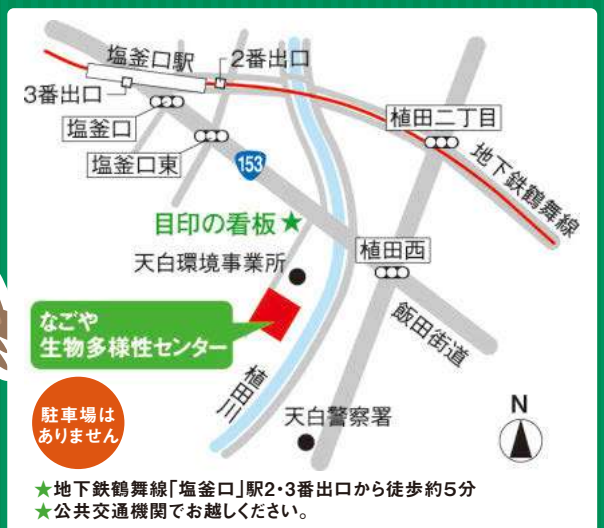 塩釜口駅
2番出口
3番出口
塩釜口
塩釜口東
153
植田二丁目
地下鉄鶴舞線
目印の看板★
天白環境事業所
植田西
飯田街道
なごや
生物多様性センター
植田川
天白警察署
駐車場は
ありません
N
★地下鉄鶴舞線「塩釜口」駅2・3番出口から徒歩約5分
★公共交通機関でお越しください。